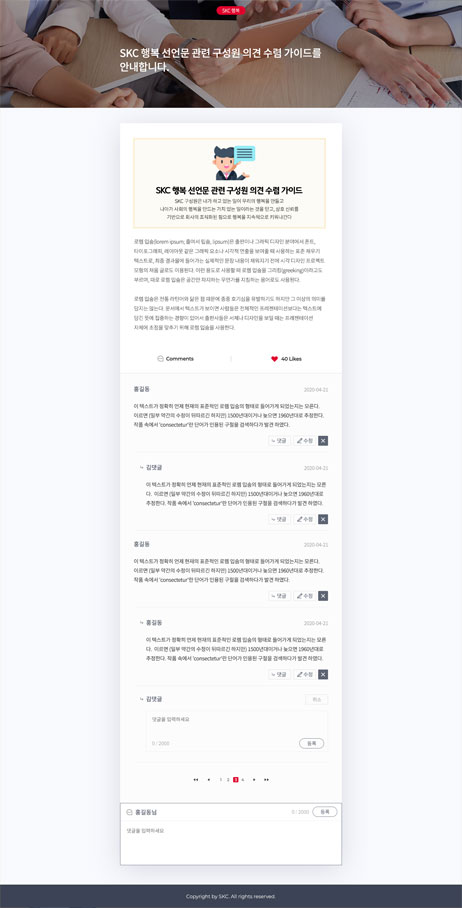 SKC 행복
SKC 행복 선언문 관련 구성원 의견 수렴 가이드를
안내합니다.
SKC 행복 선언문 관련 구성원 의견 수렴 가이드
SKC 구성원은 내가 하고 있는 일이 우리의 행복을 만들고
나아가 사회의 행복을 만드는 가치 있는 일이라는 것을 믿고, 상호 신뢰를
기반으로 회사의 표재화된 힘으로 행복을 지속적으로 키워나간다
로렘 입숨(lorem ipsum; 줄여서 립숨, lipsum)은 출판이나 그래픽 디자인 분야에서 폰트,
타이포그래피, 레이아웃 같은 그래픽 요소나 시각적 연출을 보여줄 때 사용하는 표준 채우기
텍스트로, 최종 결과물에 들어가는 실제적인 문장 내용이 채워지기 전에 시각 디자인 프로젝트
모형의 채움 글로도 이용된다. 이런 용도로 사용할 때 로렘 입숨을 그리킹(greeking)이라고도
부르며, 때로 로렘 입숨은 공간만 차지하는 무언가를 지칭하는 용어로도 사용된다.
로렘 입숨은 전통 라틴어와 닮은 점 때문에 종종 호기심을 유발하기도 하지만 그 이상의 의미를
담지는 않는다. 문서에서 텍스트가 보이면 사람들은 전체적인 프레젠테이션보다는 텍스트에
담긴 뜻에 집중하는 경향이 있어서 출판사들은 서체나 디자인을 보일 때는 프레젠테이션
자체에 초점을 맞추기 위해 로렘 입숨을 사용한다.
Comments
40 Likes
홍길동 2020-04-21
이 텍스트가 정확히 언제 현재의 표준적인 로렘 입숨의 형태로 들어가게 되었는지는 모른다.
이르면 (일부 약간의 수정이 뒤따르긴 하지만) 1500년대이거나 늦으면 1960년대로 추정한다.
작품 속에서 'consectetur'란 단어가 인용된 구절을 검색하다가 발견 하였다.
댓글 수정
김댓글 2020-04-21
이 텍스트가 정확히 언제 현재의 표준적인 로렘 입숨의 형태로 들어가게 되었는지는 모른
다. 이르면 (일부 약간의 수정이 뒤따르긴 하지만) 1500년대이거나 늦으면 1960년대로
추정한다. 작품 속에서 'consectetur'란 단어가 인용된 구절을 검색하다가 발견 하였다.
댓글 수정
홍길동 2020-04-21
이 텍스트가 정확히 언제 현재의 표준적인 로렘 입숨의 형태로 들어가게 되었는지는 모른다.
이르면 (일부 약간의 수정이 뒤따르긴 하지만) 1500년대이거나 늦으면 1960년대로 추정한다.
작품 속에서 'consectetur'란 단어가 인용된 구절을 검색하다가 발견 하였다.
댓글 수정
홍길동 2020-04-21
이 텍스트가 정확히 언제 현재의 표준적인 로렘 입숨의 형태로 들어가게 되었는지는 모른
다. 이르면 (일부 약간의 수정이 뒤따르긴 하지만) 1500년대이거나 늦으면 1960년대로
추정한다. 작품 속에서 'consectetur'란 단어가 인용된 구절을 검색하다가 발견 하였다.
댓글 수정
김댓글 취소
댓글을 입력하세요
0 / 2000 등록
1 2 3 4
홍길동님 0 / 2000 등록
댓글을 입력하세요
Copyright by SKC. All rights reserved.